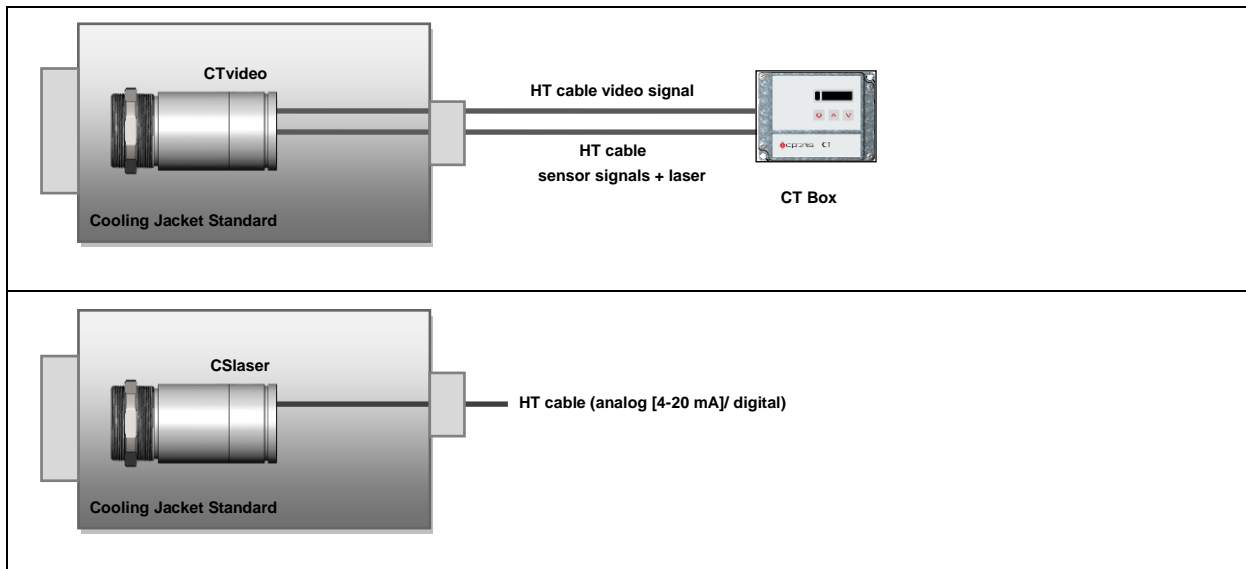 CTvideo
HT cable video signal
HT cable
sensor signals + laser
CT
CT Box
Cooling Jacket Standard
CSlaser
HT cable (analog [4-20 mA]/ digital)
Cooling Jacket Standard